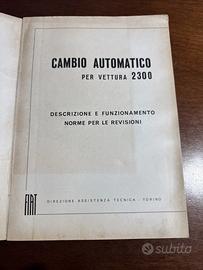 CAMBIO AUTOMATICO
PER VETTURA 2300
DESCRIZIONE E FUNZIONAMENTO
NORME PER LE REVISIONI
FIAT
DIREZIONE ASSISTENZA TECNICA - TORINO
subito